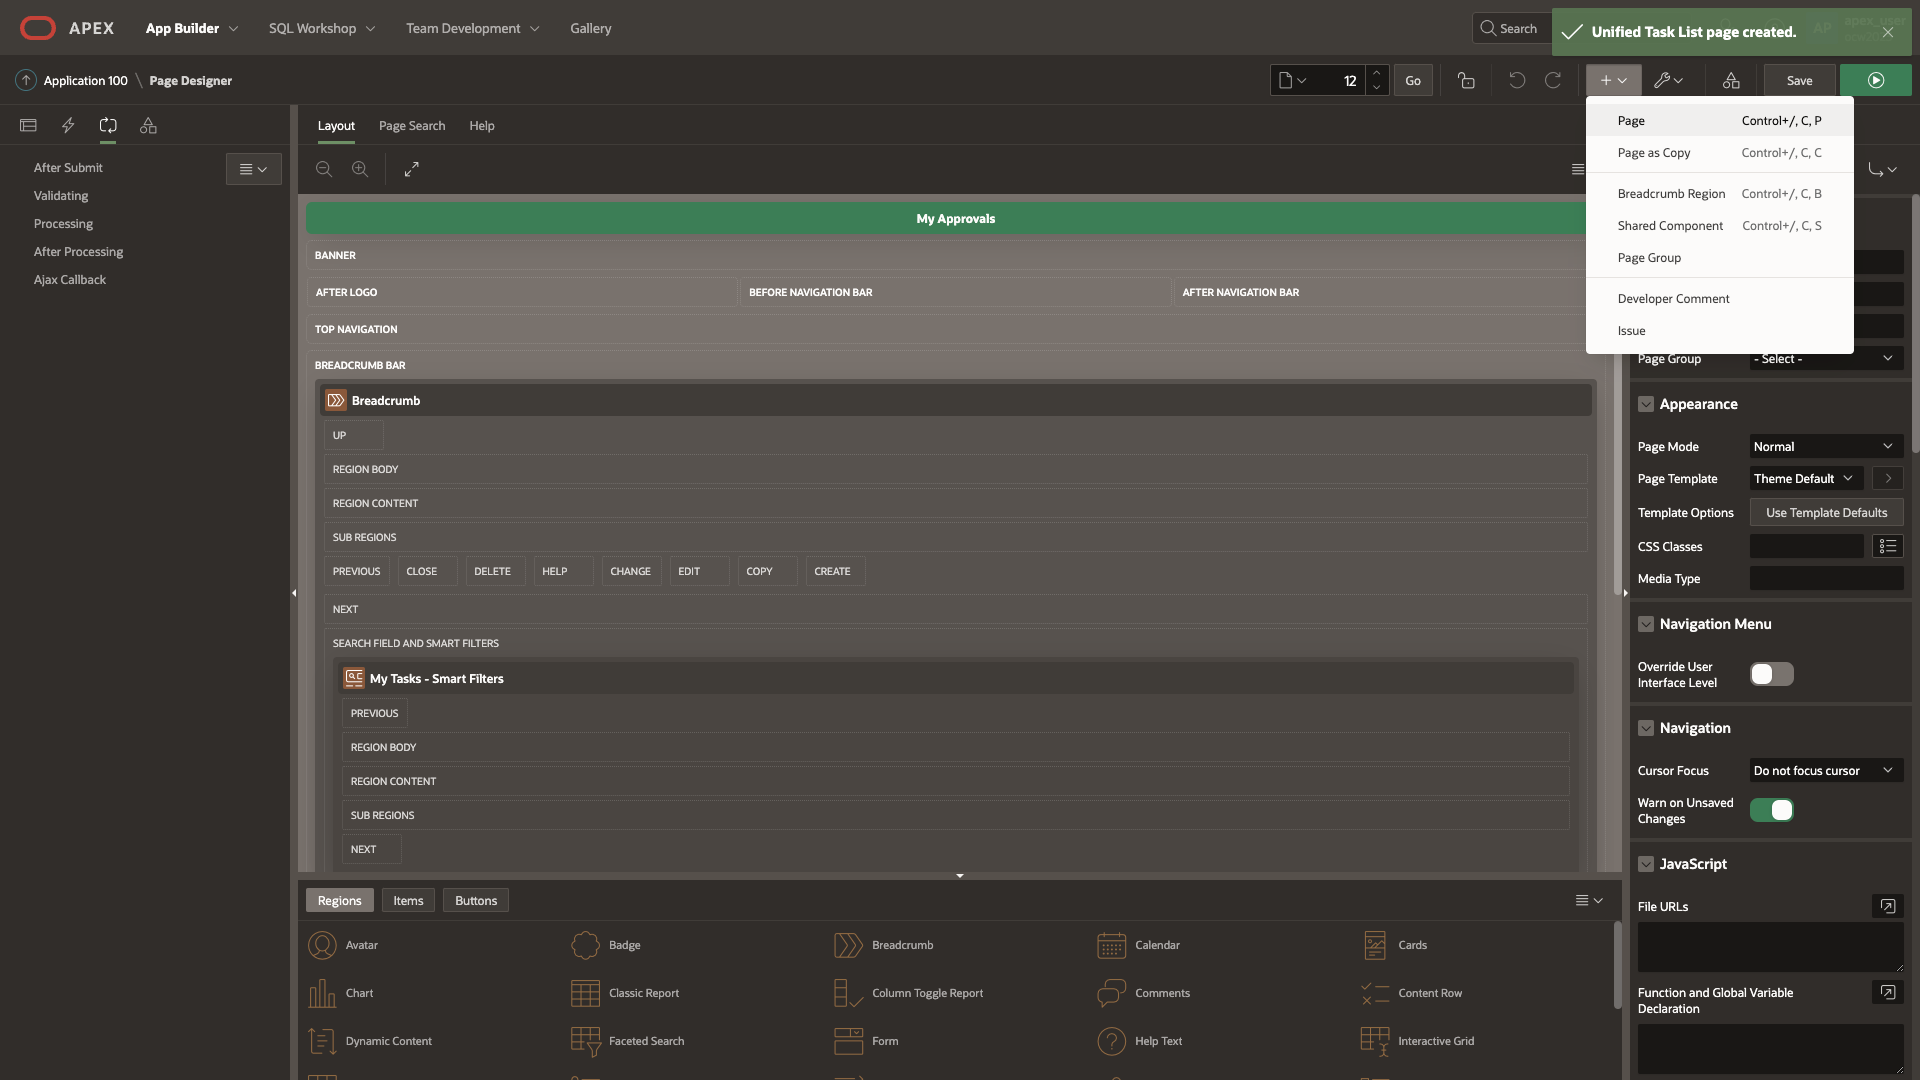 APEX
App Builder
SQL Workshop
Team Development
Gallery
Search
Unified Task List page created.
Application 100 \ Page Designer
12
Go
Save
Layout
Page Search
Help
Page Control+/, C, P
Page as Copy Control+/, C, C
Breadcrumb Region Control+/, C, B
Shared Component Control+/, C, S
Page Group
Developer Comment
Issue
After Submit
Validating
Processing
After Processing
Ajax Callback
My Approvals
BANNER
AFTER LOGO
BEFORE NAVIGATION BAR
AFTER NAVIGATION BAR
TOP NAVIGATION
BREADCRUMB BAR
Breadcrumb
UP
REGION BODY
REGION CONTENT
SUB REGIONS
PREVIOUS
CLOSE
DELETE
HELP
CHANGE
EDIT
COPY
CREATE
NEXT
SEARCH FIELD AND SMART FILTERS
My Tasks - Smart Filters
PREVIOUS
REGION BODY
REGION CONTENT
SUB REGIONS
NEXT
Regions
Items
Buttons
Avatar
Badge
Breadcrumb
Calendar
Cards
Chart
Classic Report
Column Toggle Report
Comments
Content Row
Dynamic Content
Faceted Search
Form
Help Text
Interactive Grid
Page Group - Select -
Appearance
Page Mode Normal
Page Template Theme Default
Template Options Use Template Defaults
CSS Classes
Media Type
Navigation Menu
Override User
Interface Level
Navigation
Cursor Focus Do not focus cursor
Warn on Unsaved
Changes
JavaScript
File URLs
Function and Global Variable
Declaration